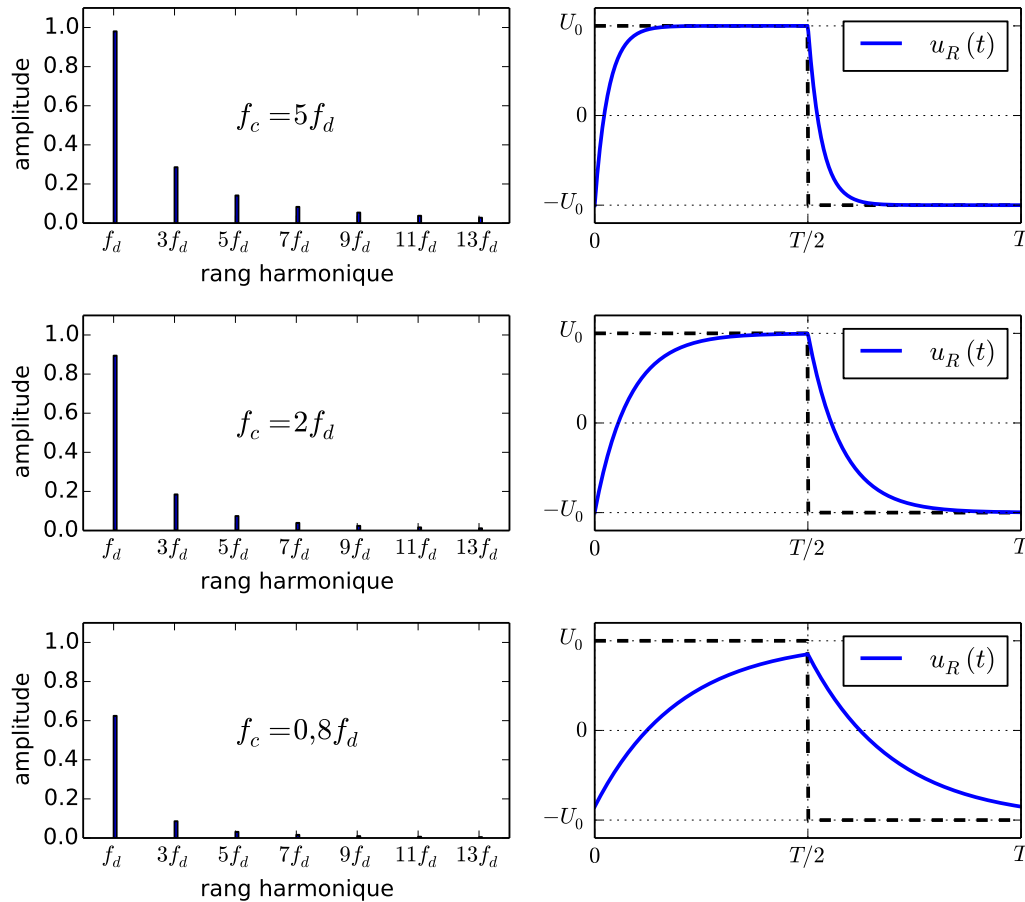 amplitude
1.0
0.8
0.6
0.4
0.2
0.0
f_c = 5f_d
f_d 3f_d 5f_d 7f_d 9f_d 11f_d 13f_d
rang harmonique
U_0
0
−U_0
u_R (t)
0 T/2 T
amplitude
1.0
0.8
0.6
0.4
0.2
0.0
f_c = 2f_d
f_d 3f_d 5f_d 7f_d 9f_d 11f_d 13f_d
rang harmonique
U_0
0
−U_0
u_R (t)
0 T/2 T
amplitude
1.0
0.8
0.6
0.4
0.2
0.0
f_c = 0,8f_d
f_d 3f_d 5f_d 7f_d 9f_d 11f_d 13f_d
rang harmonique
U_0
0
−U_0
u_R (t)
0 T/2 T